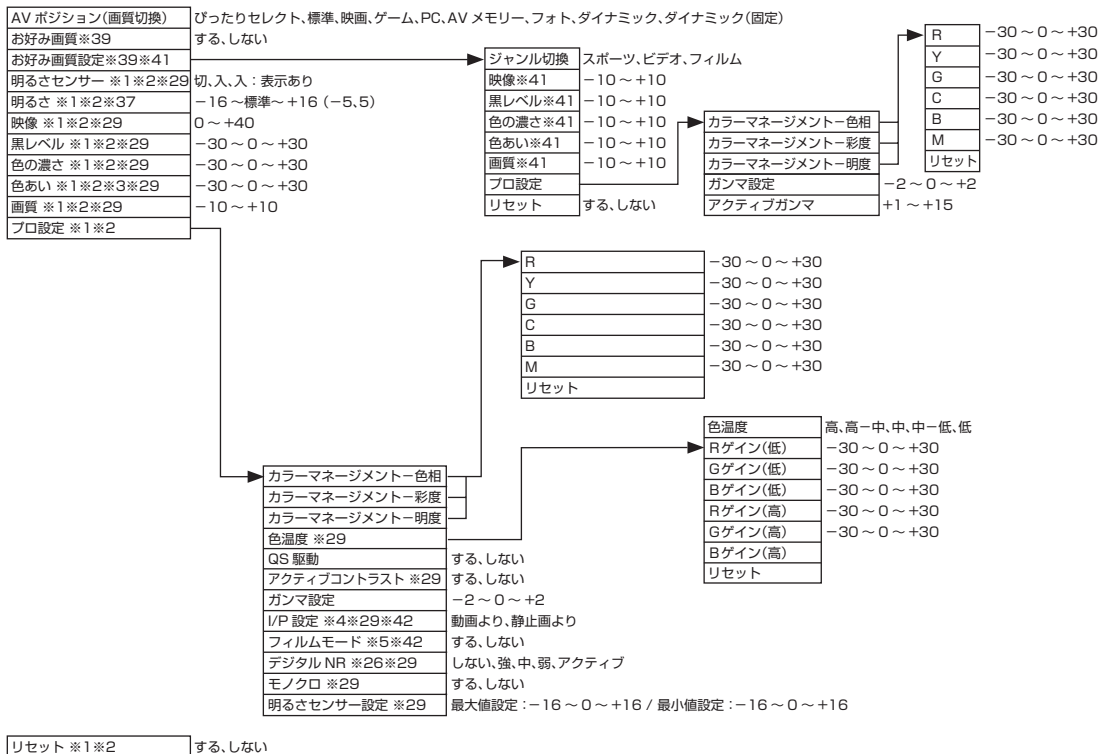 AV ポジション(画質切換) ぴったりセレクト、標準、映画、ゲーム、PC、AV メモリー、フォト、ダイナミック、ダイナミック(固定)
お好み画質※39 する、しない
お好み画質設定※39※41
明るさセンサー ※1※2※29 切、入、入：表示あり
明るさ ※1※2※37 −16～標準～+16 (−5、5)
映像 ※1※2※29 0～+40
黒レベル ※1※2※29 −30～0～+30
色の濃さ ※1※2※29 −30～0～+30
色あい ※1※2※3※29 −30～0～+30
画質 ※1※2※29 −10～+10
プロ設定 ※1※2
ジャンル切換 スポーツ、ビデオ、フィルム
映像※41 −10～+10
黒レベル※41 −10～+10
色の濃さ※41 −10～+10
色あい※41 −10～+10
画質※41 −10～+10
プロ設定
リセット する、しない
カラーマネージメント−色相
カラーマネージメント−彩度
カラーマネージメント−明度
ガンマ設定 −2～0～+2
アクティブガンマ +1～+15
R −30～0～+30
Y −30～0～+30
G −30～0～+30
C −30～0～+30
B −30～0～+30
M −30～0～+30
リセット
R −30～0～+30
Y −30～0～+30
G −30～0～+30
C −30～0～+30
B −30～0～+30
M −30～0～+30
リセット
カラーマネージメント−色相
カラーマネージメント−彩度
カラーマネージメント−明度
色温度 ※29
QS 駆動 する、しない
アクティブコントラスト ※29 する、しない
ガンマ設定 −2～0～+2
I/P 設定 ※4※29※42 動画より、静止画より
フィルムモード ※5※42 する、しない
デジタル NR ※26※29 しない、強、中、弱、アクティブ
モノクロ ※29 する、しない
明るさセンサー設定 ※29 最大値設定：−16～0～+16 / 最小値設定：−16～0～+16
色温度 高、高−中、中、中−低、低
Rゲイン(低) −30～0～+30
Gゲイン(低) −30～0～+30
Bゲイン(低) −30～0～+30
Rゲイン(高) −30～0～+30
Gゲイン(高) −30～0～+30
Bゲイン(高)
リセット
リセット ※1※2 する、しない